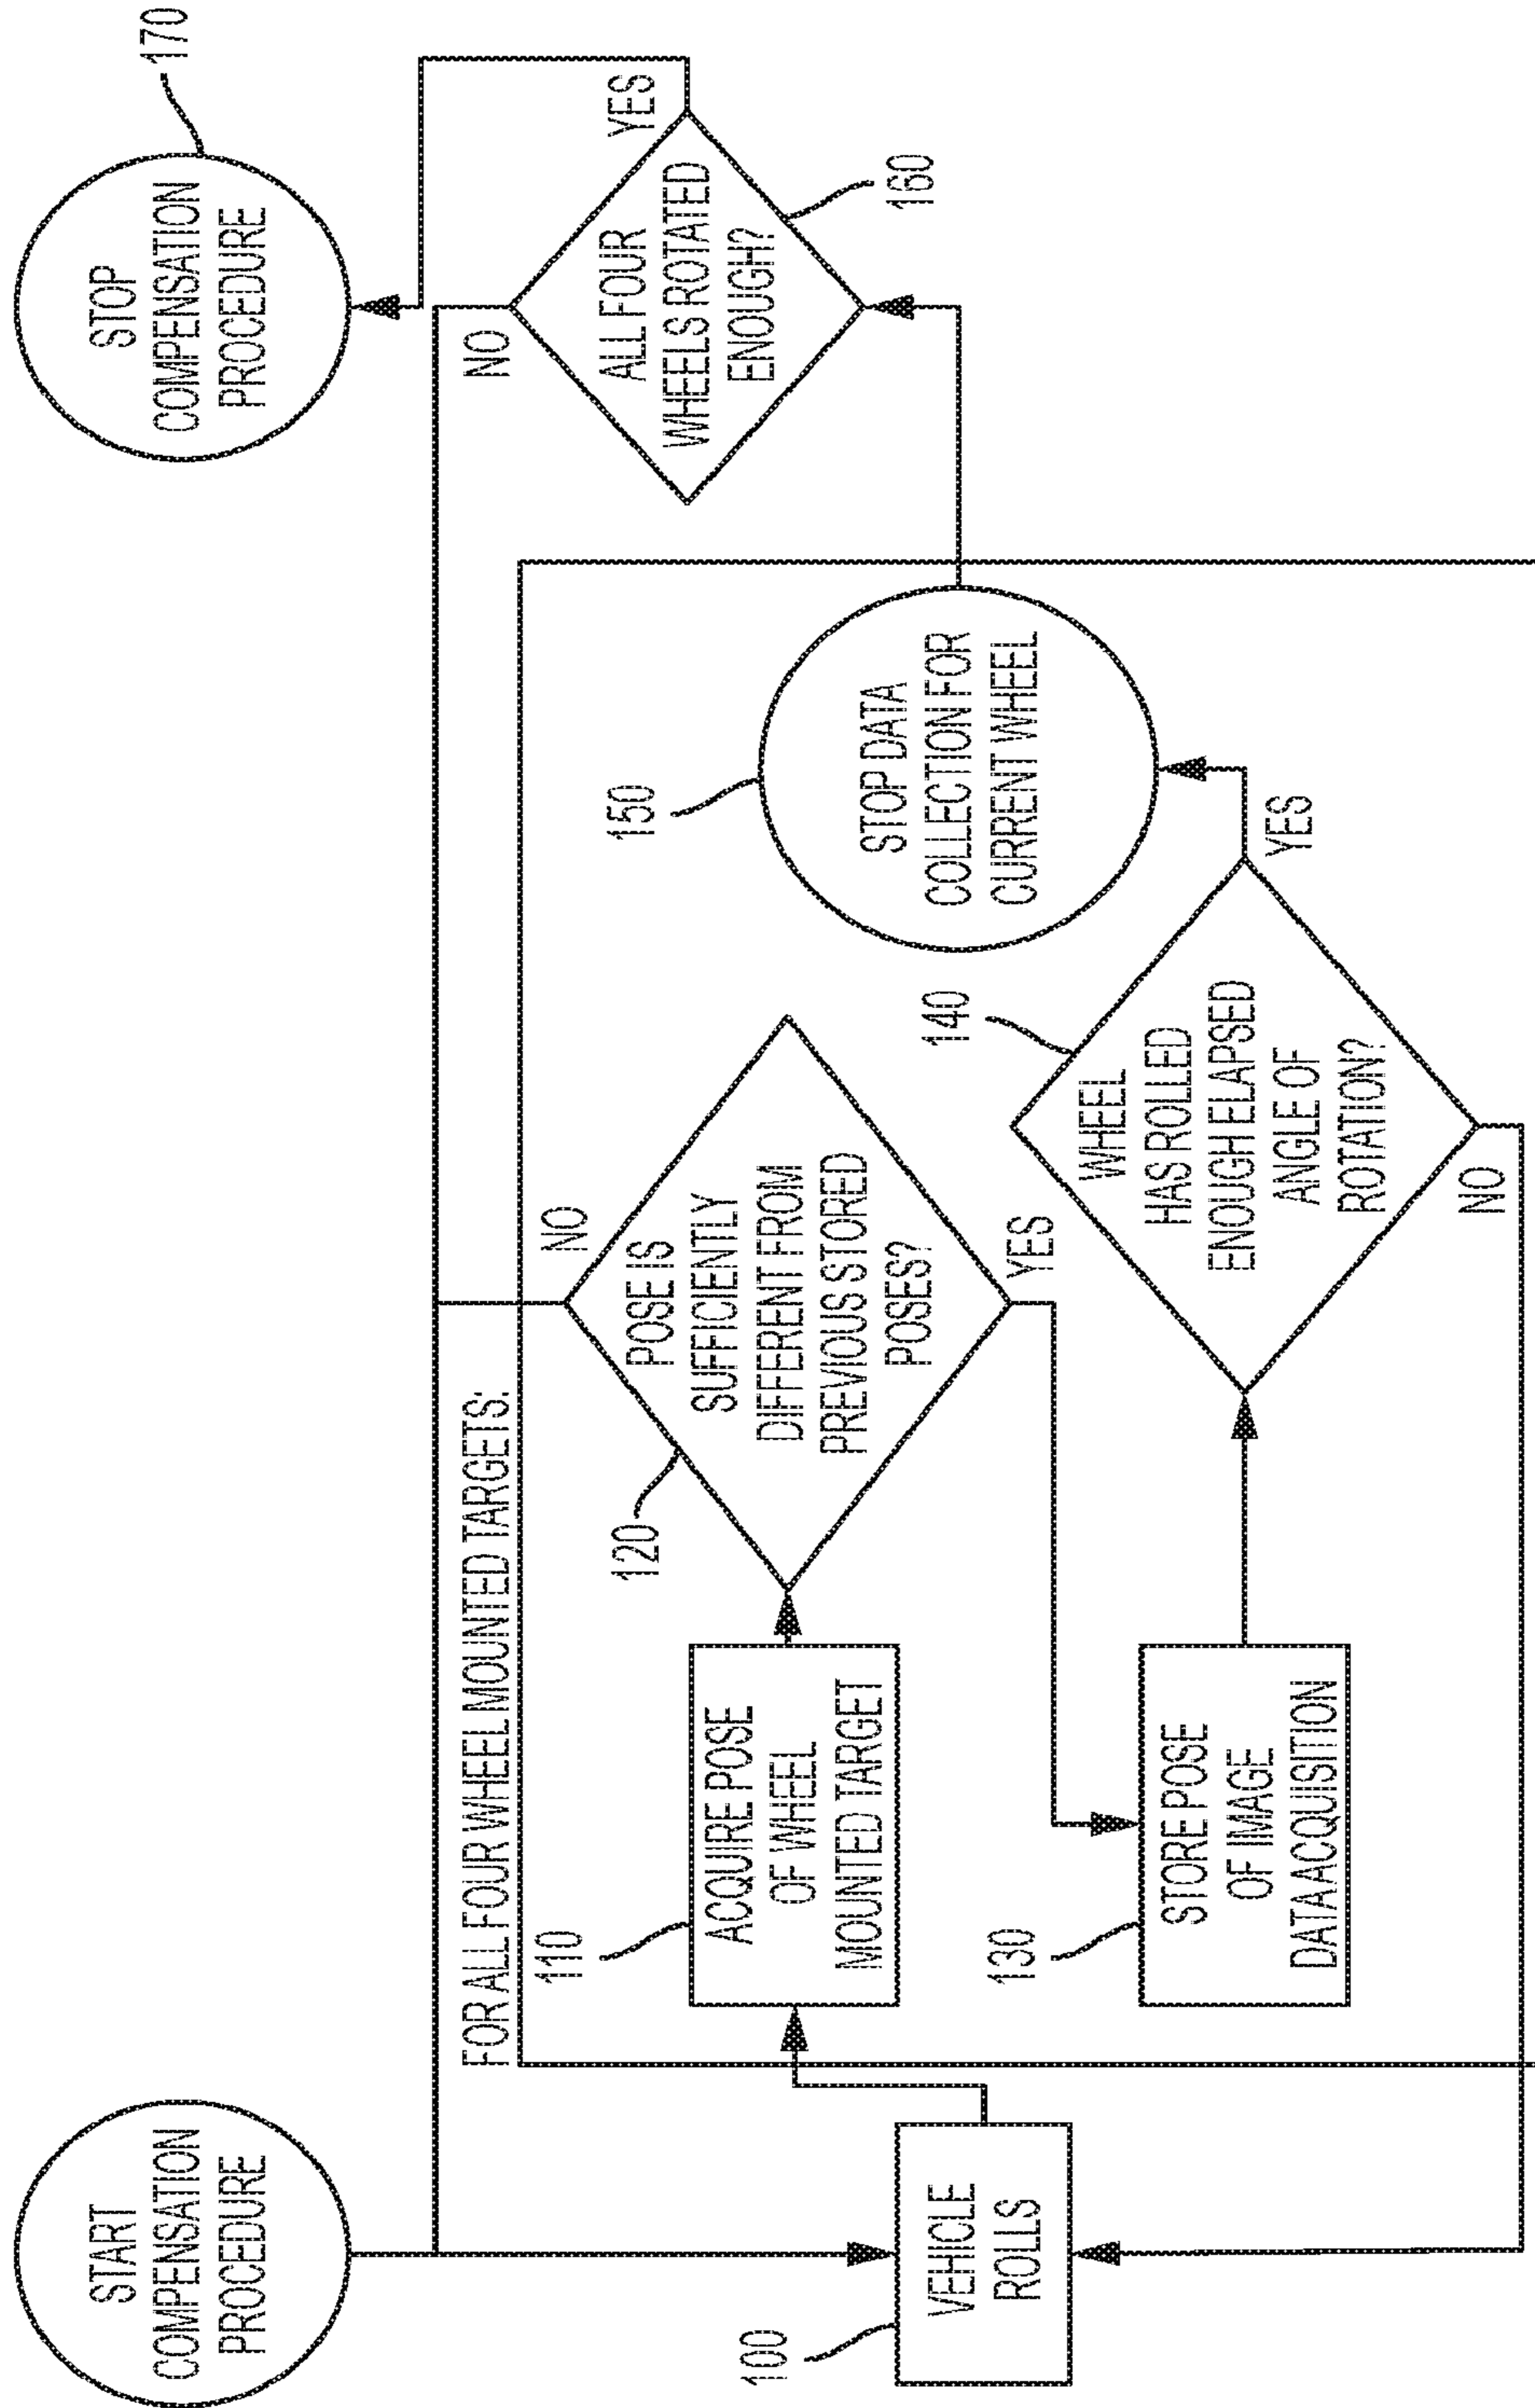 START
COMPENSATION
PROCEDURE
STOP
COMPENSATION
PROCEDURE
170
FOR ALL FOUR WHEEL MOUNTED TARGETS:
100
VEHICLE
ROLLS
110
ACQUIRE POSE
OF WHEEL
MOUNTED TARGET
120
POSE IS
SUFFICIENTLY
DIFFERENT FROM
PREVIOUS STORED
POSES?
NO
YES
130
STORE POSE
OF IMAGE
DATA ACQUISITION
140
WHEEL
HAS ROLLED
ENOUGH ELAPSED
ANGLE OF
ROTATION?
YES
NO
150
STOP DATA
COLLECTION FOR
CURRENT WHEEL
160
ALL FOUR
WHEELS ROTATED
ENOUGH?
NO
YES